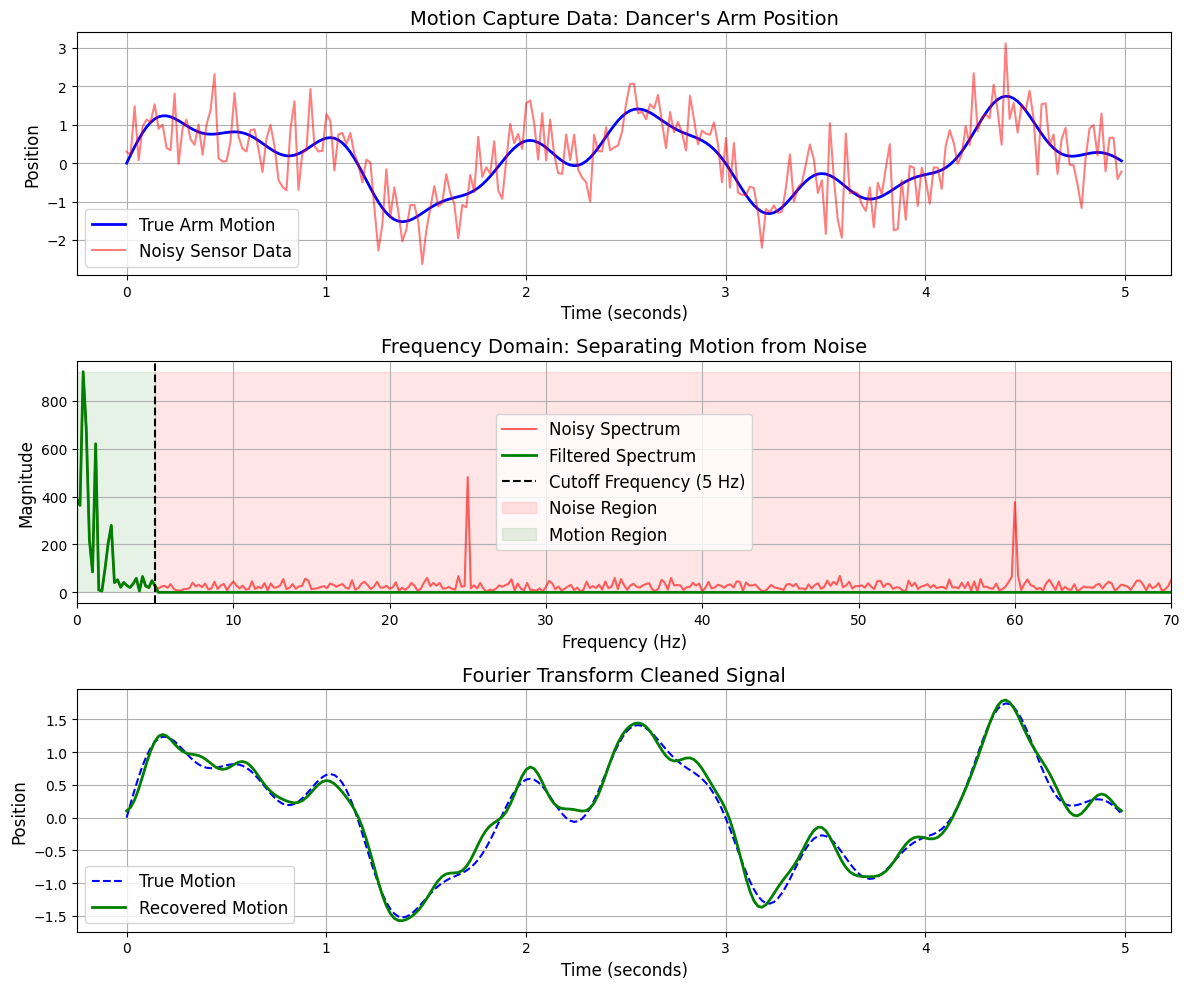 Motion Capture Data: Dancer's Arm Position
3
2
1
0
−1
−2
Position
True Arm Motion
Noisy Sensor Data
0 1 2 3 4 5
Time (seconds)
Frequency Domain: Separating Motion from Noise
800
600
400
200
0
Magnitude
Noisy Spectrum
Filtered Spectrum
Cutoff Frequency (5 Hz)
Noise Region
Motion Region
0 10 20 30 40 50 60 70
Frequency (Hz)
Fourier Transform Cleaned Signal
1.5
1.0
0.5
0.0
−0.5
−1.0
−1.5
Position
True Motion
Recovered Motion
0 1 2 3 4 5
Time (seconds)